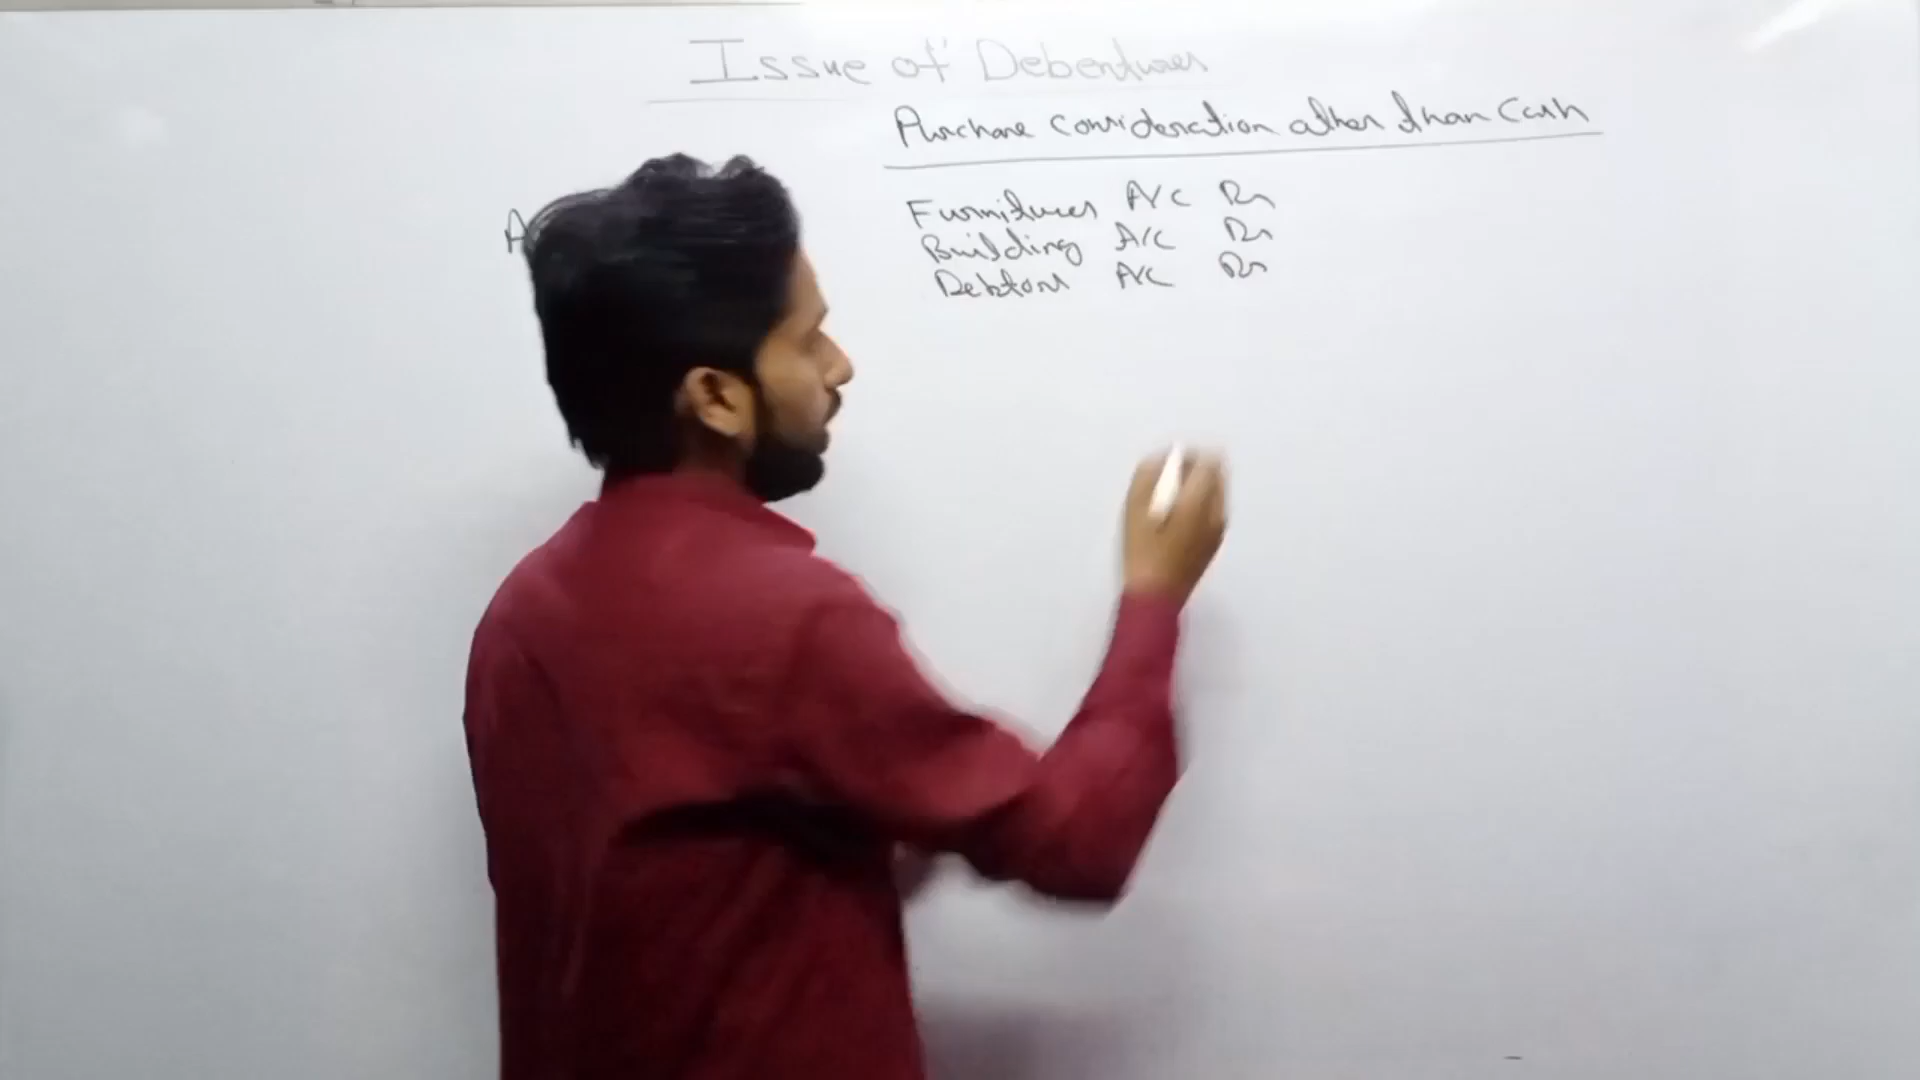 Issue of Debentures
Purchase consideration other than Cash
A
Furnitures A/C Dr
Building A/C Dr
Debtors A/C Dr